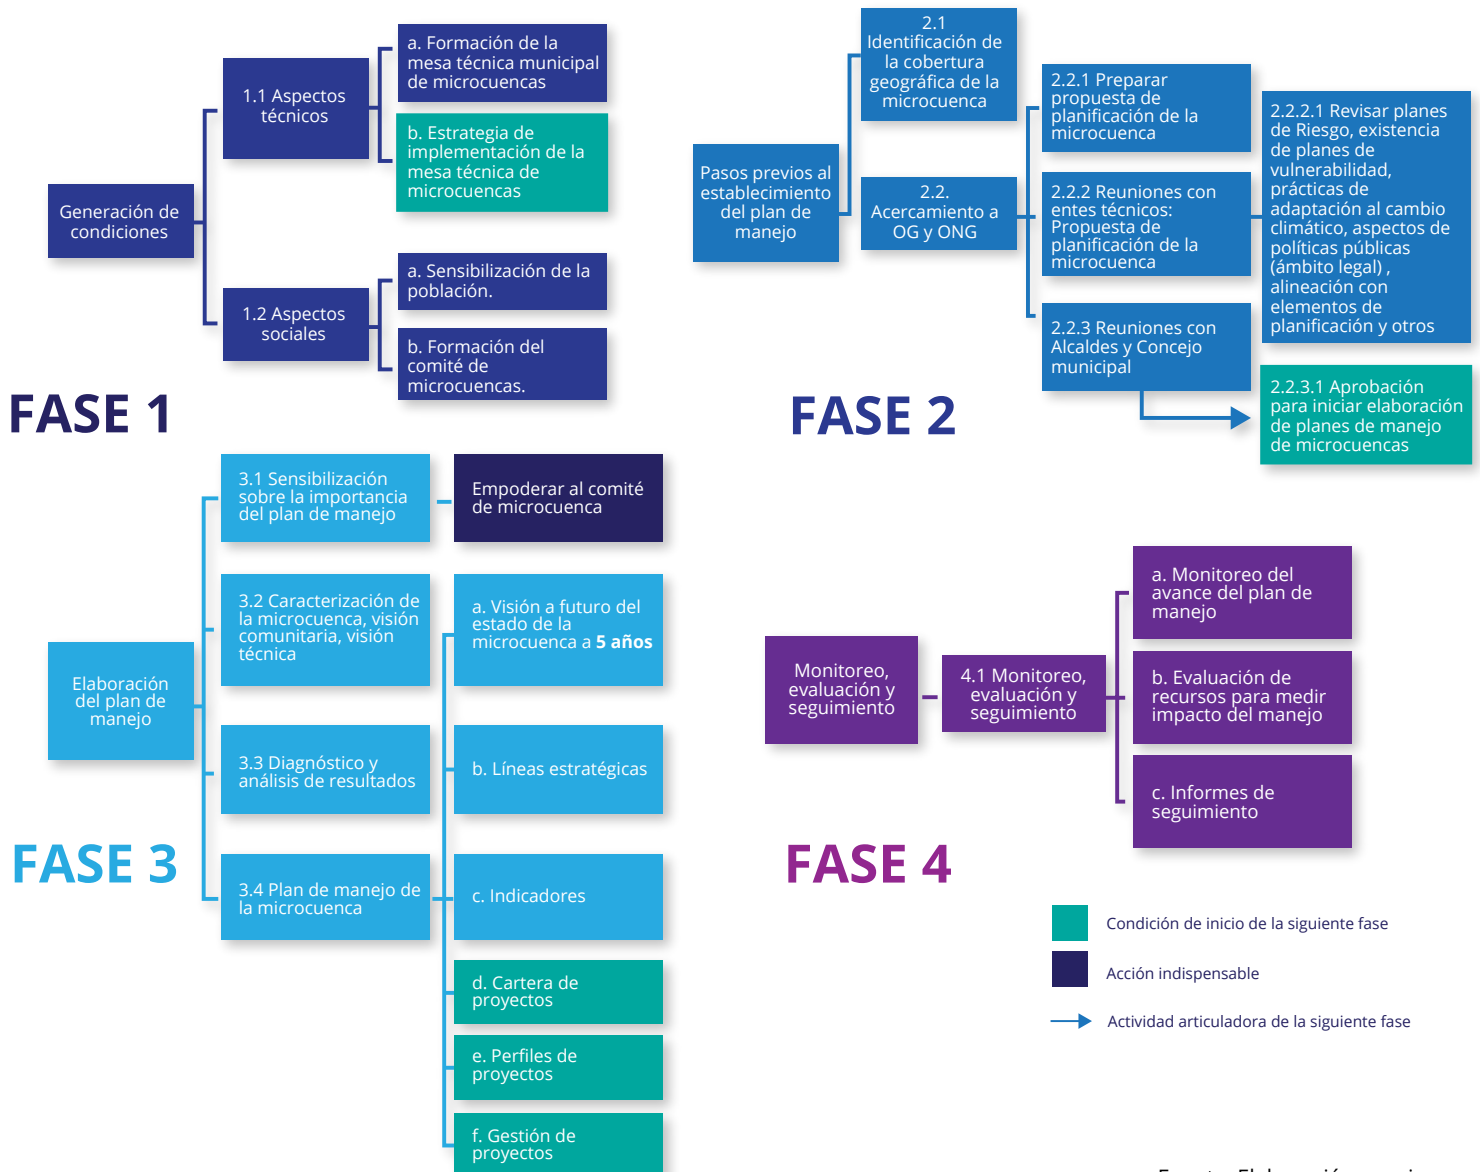 Generación de
condiciones
1.1 Aspectos
técnicos
a. Formación de la
mesa técnica municipal
de microcuencas
b. Estrategia de
implementación de la
mesa técnica de
microcuencas
1.2 Aspectos
sociales
a. Sensibilización de la
población.
b. Formación del
comité de
microcuencas.
FASE 1
Pasos previos al
establecimiento
del plan de
manejo
2.1
Identificación de
la cobertura
geográfica de la
microcuenca
2.2.
Acercamiento a
OG y ONG
2.2.1 Preparar
propuesta de
planificación de la
microcuenca
2.2.2 Reuniones con
entes técnicos:
Propuesta de
planificación de la
microcuenca
2.2.2.1 Revisar planes
de Riesgo, existencia
de planes de
vulnerabilidad,
prácticas de
adaptación al cambio
climático, aspectos de
políticas públicas
(ámbito legal) ,
alineación con
elementos de
planificación y otros
2.2.3 Reuniones con
Alcaldes y Concejo
municipal
2.2.3.1 Aprobación
para iniciar elaboración
de planes de manejo
de microcuencas
FASE 2
Elaboración
del plan de
manejo
3.1 Sensibilización
sobre la importancia
del plan de manejo
Empoderar al comité
de microcuenca
3.2 Caracterización de
la microcuenca, visión
comunitaria, visión
técnica
3.3 Diagnóstico y
análisis de resultados
3.4 Plan de manejo de
la microcuenca
a. Visión a futuro del
estado de la
microcuenca a 5 años
b. Líneas estratégicas
c. Indicadores
d. Cartera de
proyectos
e. Perfiles de
proyectos
f. Gestión de
proyectos
FASE 3
Monitoreo,
evaluación y
seguimiento
4.1 Monitoreo,
evaluación y
seguimiento
a. Monitoreo del
avance del plan de
manejo
b. Evaluación de
recursos para medir
impacto del manejo
c. Informes de
seguimiento
FASE 4
Condición de inicio de la siguiente fase
Acción indispensable
Actividad articuladora de la siguiente fase